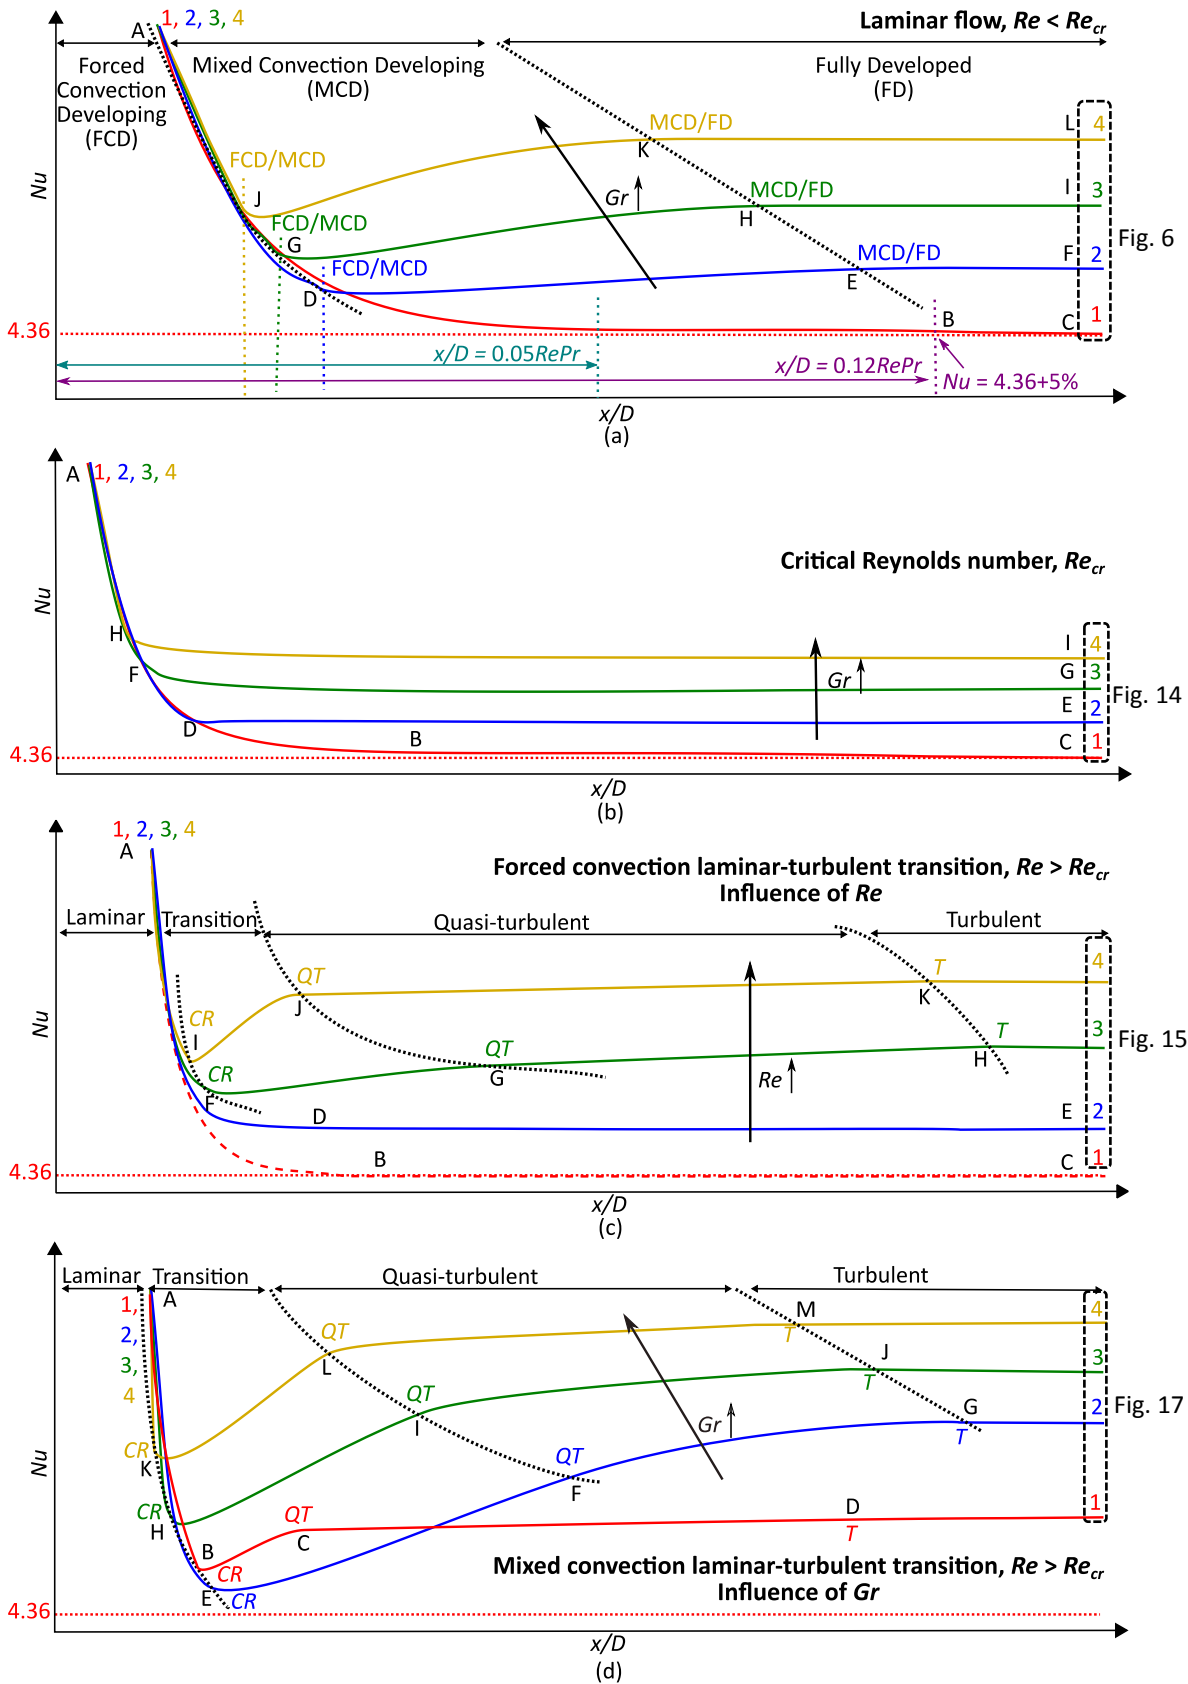 1, 2, 3, 4
Laminar flow, Re < Recr
A
Forced
Convection
Developing
(FCD)
Mixed Convection Developing
(MCD)
Fully Developed
(FD)
MCD/FD
L
4
K
FCD/MCD
J
Nu
Gr
MCD/FD
I
3
H
FCD/MCD
G
Fig. 6
MCD/FD
F
2
FCD/MCD
E
D
B
C
1
4.36
x/D = 0.05RePr
x/D = 0.12RePr
Nu = 4.36+5%
x/D
(a)
A
1, 2, 3, 4
Critical Reynolds number, Recr
Nu
H
I
4
F
Gr
G
3
Fig. 14
E
2
D
B
C
1
4.36
x/D
(b)
1, 2, 3, 4
A
Forced convection laminar-turbulent transition, Re > Recr
Influence of Re
Laminar
Transition
Quasi-turbulent
Turbulent
4
T
QT
K
J
CR
I
Nu
T
3
Fig. 15
QT
H
CR
G
Re
F
D
E
2
B
C
1
4.36
x/D
(c)
Laminar
Transition
Quasi-turbulent
Turbulent
A
1,
2,
3,
4
M
4
QT
T
L
J
3
T
QT
I
Gr
G
2
Fig. 17
T
CR
K
QT
F
Nu
CR
H
QT
D
1
C
T
B
CR
Mixed convection laminar-turbulent transition, Re > Recr
Influence of Gr
E
CR
4.36
x/D
(d)